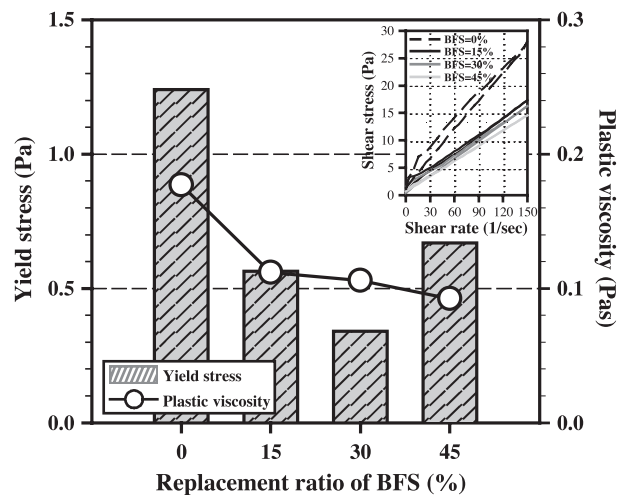 1.5
1.0
0.5
0.0
Yield stress (Pa)
0.3
0.2
0.1
0.0
Plastic viscosity (Pas)
30
25
20
15
10
5
0
Shear stress (Pa)
BFS=0%
BFS=15%
BFS=30%
BFS=45%
0 30 60 90 120 150
Shear rate (1/sec)
Yield stress
Plastic viscosity
0 15 30 45
Replacement ratio of BFS (%)